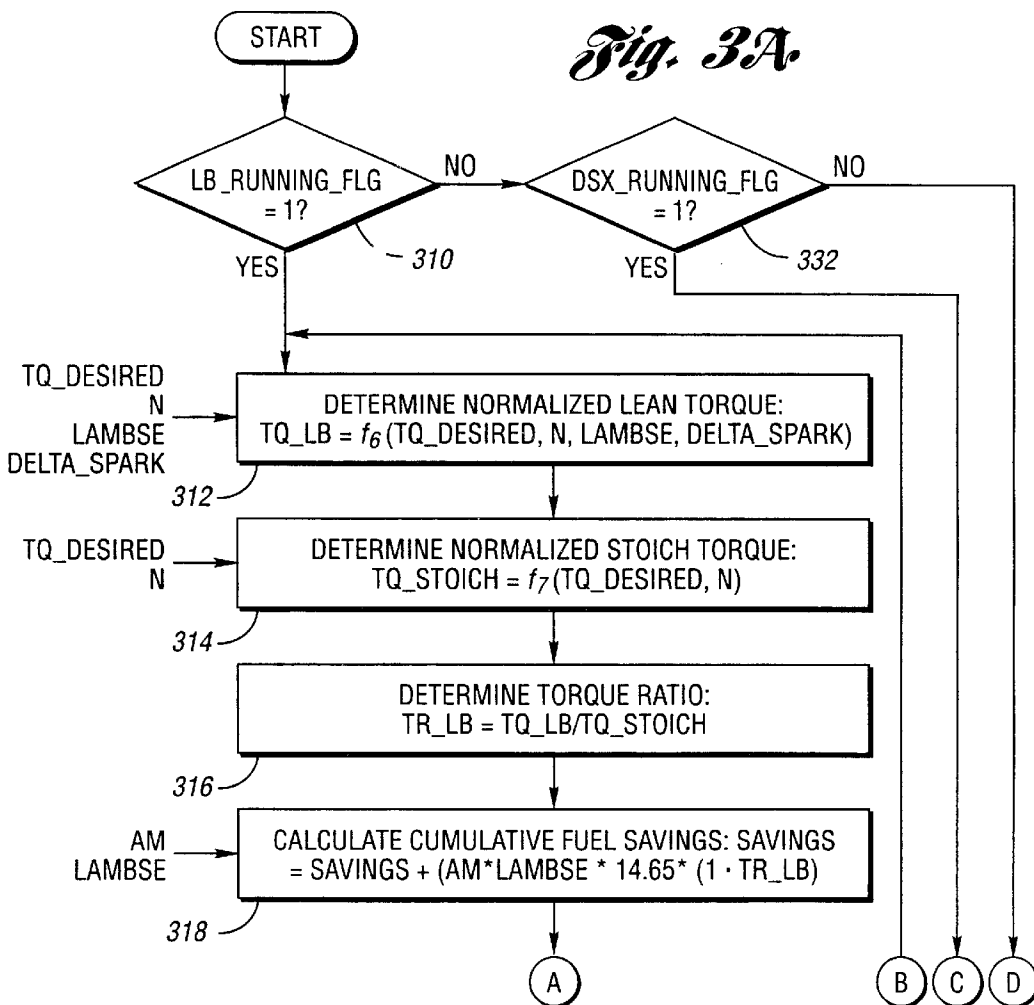 START
Fig. 3A.
LB_RUNNING_FLG
= 1?
NO
DSX_RUNNING_FLG
= 1?
NO
310
332
YES
YES
TQ_DESIRED
N
LAMBSE
DELTA_SPARK
DETERMINE NORMALIZED LEAN TORQUE:
TQ_LB = f6 (TQ_DESIRED, N, LAMBSE, DELTA_SPARK)
312
TQ_DESIRED
N
DETERMINE NORMALIZED STOICH TORQUE:
TQ_STOICH = f7 (TQ_DESIRED, N)
314
DETERMINE TORQUE RATIO:
TR_LB = TQ_LB/TQ_STOICH
316
AM
LAMBSE
CALCULATE CUMULATIVE FUEL SAVINGS: SAVINGS
= SAVINGS + (AM*LAMBSE * 14.65* (1 · TR_LB)
318
A
B
C
D